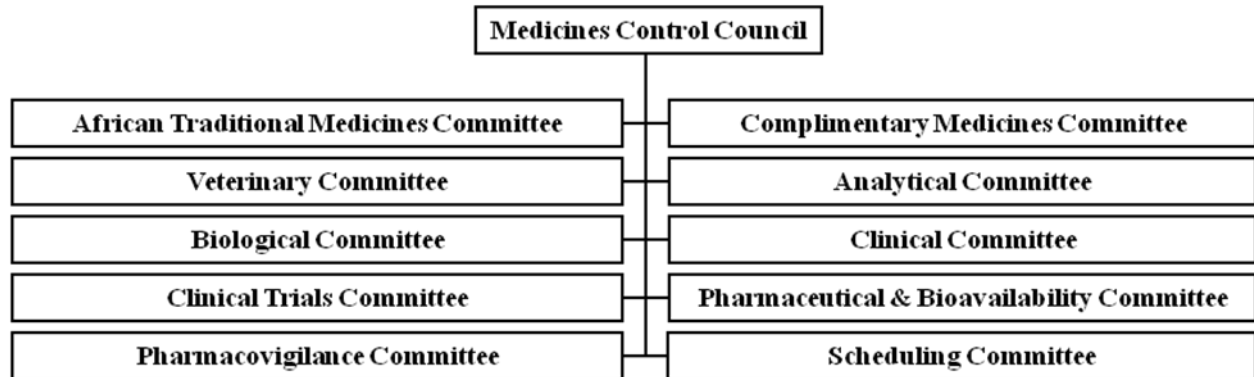 Medicines Control Council
African Traditional Medicines Committee
Complimentary Medicines Committee
Veterinary Committee
Analytical Committee
Biological Committee
Clinical Committee
Clinical Trials Committee
Pharmaceutical & Bioavailability Committee
Pharmacovigilance Committee
Scheduling Committee